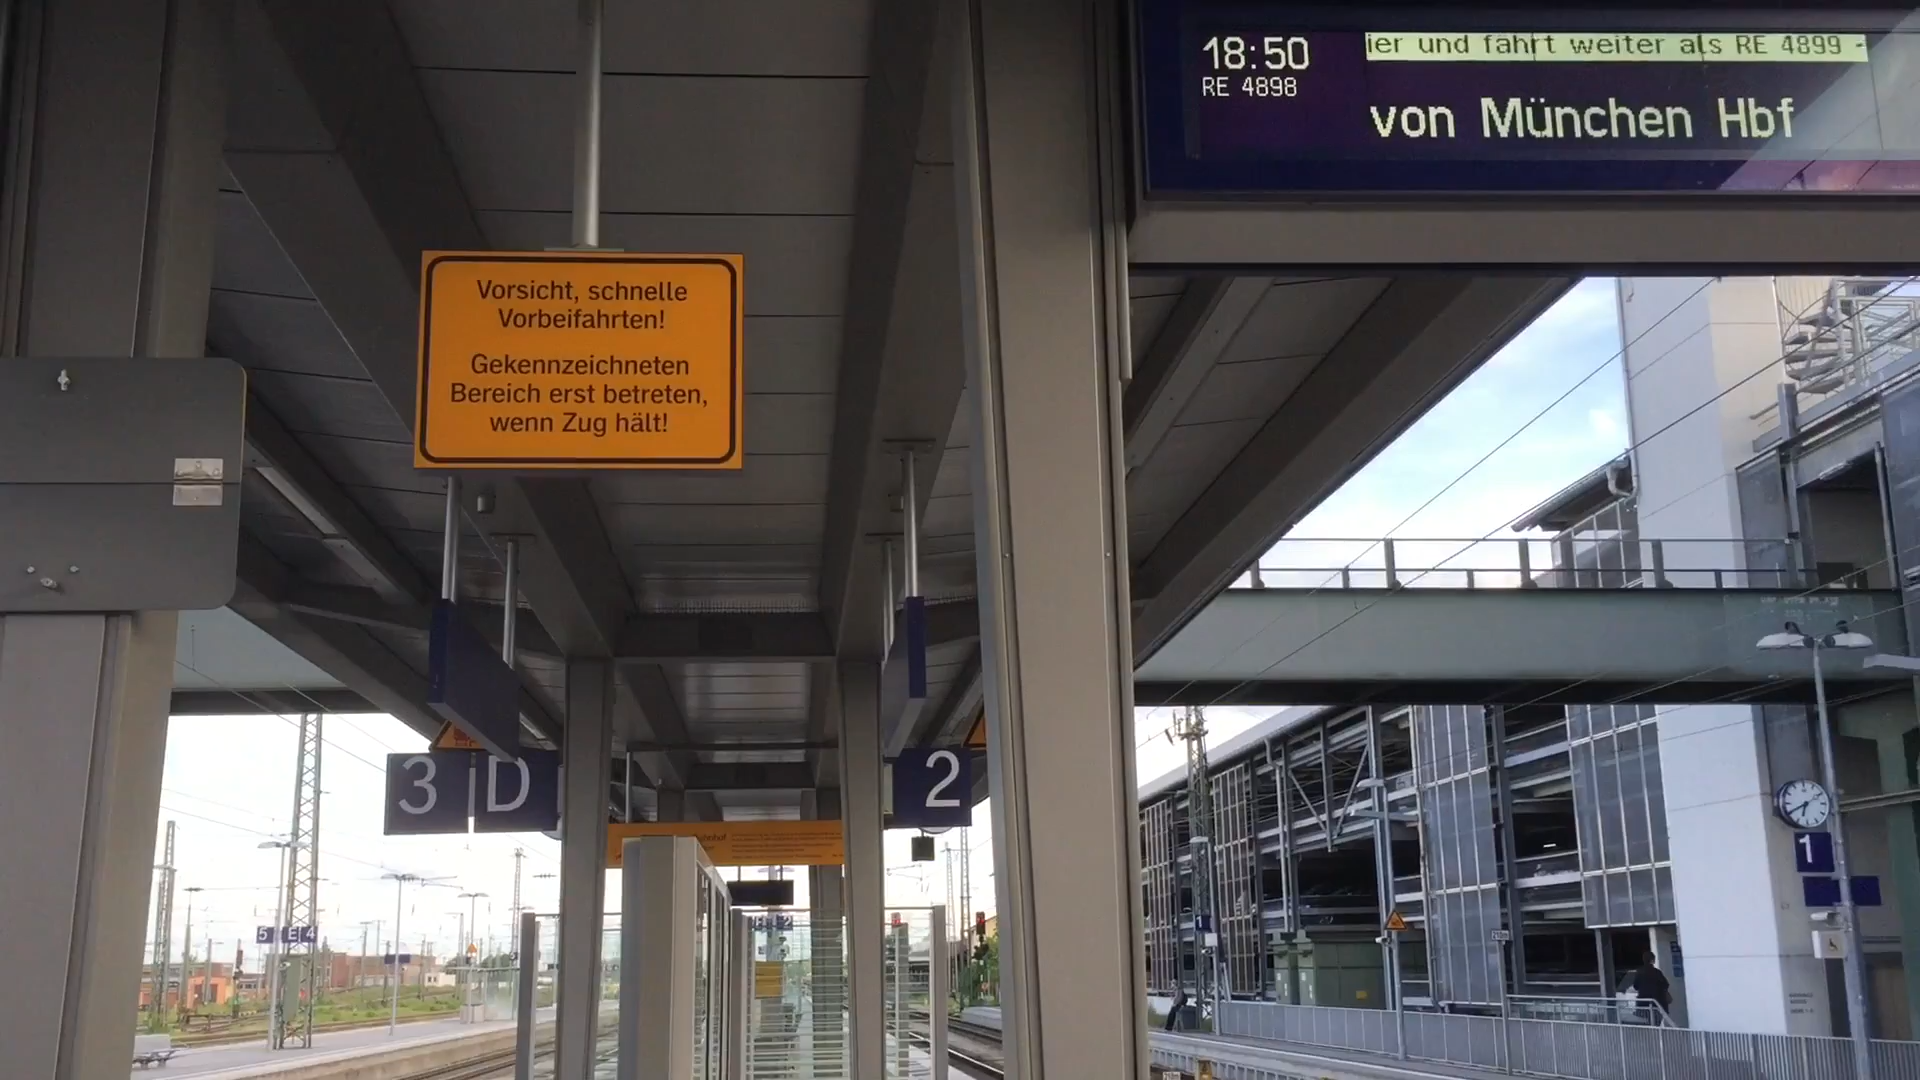 18:50
ier und fährt weiter als RE 4899 -
RE 4898
von München Hbf
Vorsicht, schnelle
Vorbeifahrten!
Gekennzeichneten
Bereich erst betreten,
wenn Zug hält!
3 D
2
1
5 E 4
1